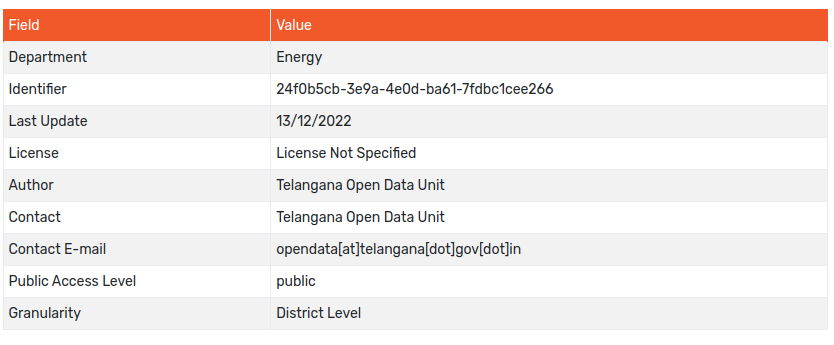 Field Value
Department Energy
Identifier 24f0b5cb-3e9a-4e0d-ba61-7fdbc1cee266
Last Update 13/12/2022
License License Not Specified
Author Telangana Open Data Unit
Contact Telangana Open Data Unit
Contact E-mail opendata[at]telangana[dot]gov[dot]in
Public Access Level public
Granularity District Level